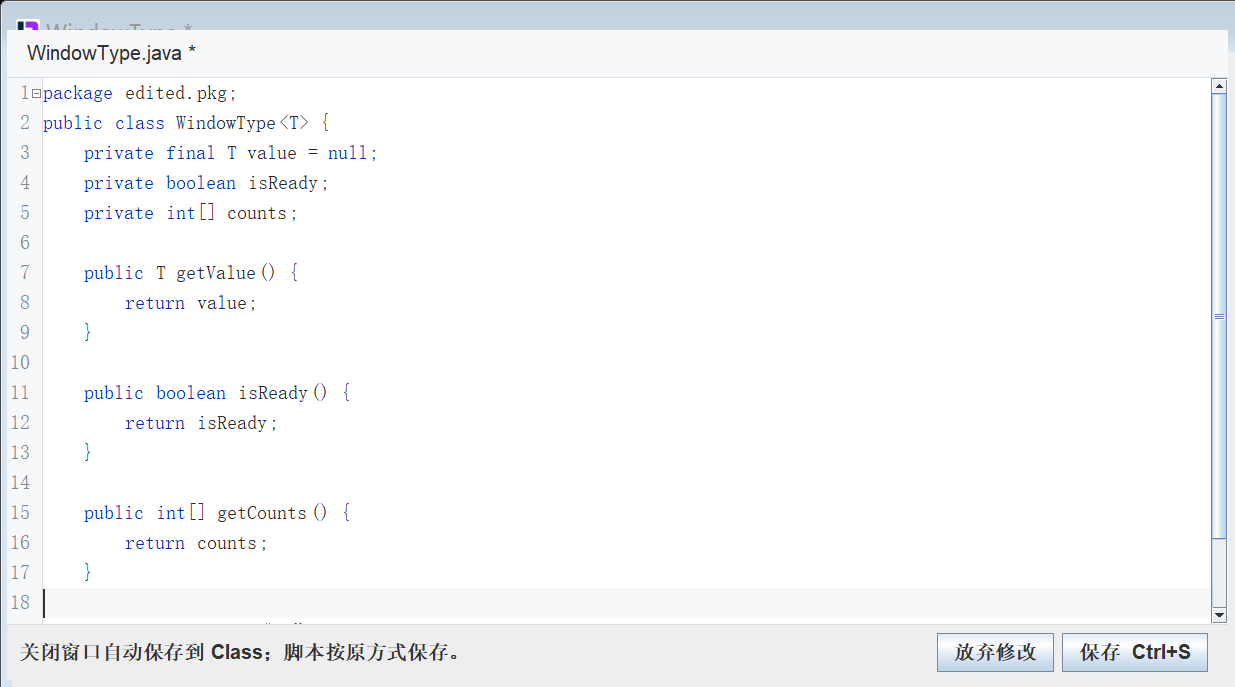 WindowType.java *
1 package edited.pkg;
2 public class WindowType<T> {
3     private final T value = null;
4     private boolean isReady;
5     private int[] counts;
6
7     public T getValue() {
8         return value;
9     }
10
11     public boolean isReady() {
12         return isReady;
13     }
14
15     public int[] getCounts() {
16         return counts;
17     }
18
关闭窗口自动保存到 Class；脚本按原方式保存。
放弃修改
保存 Ctrl+S